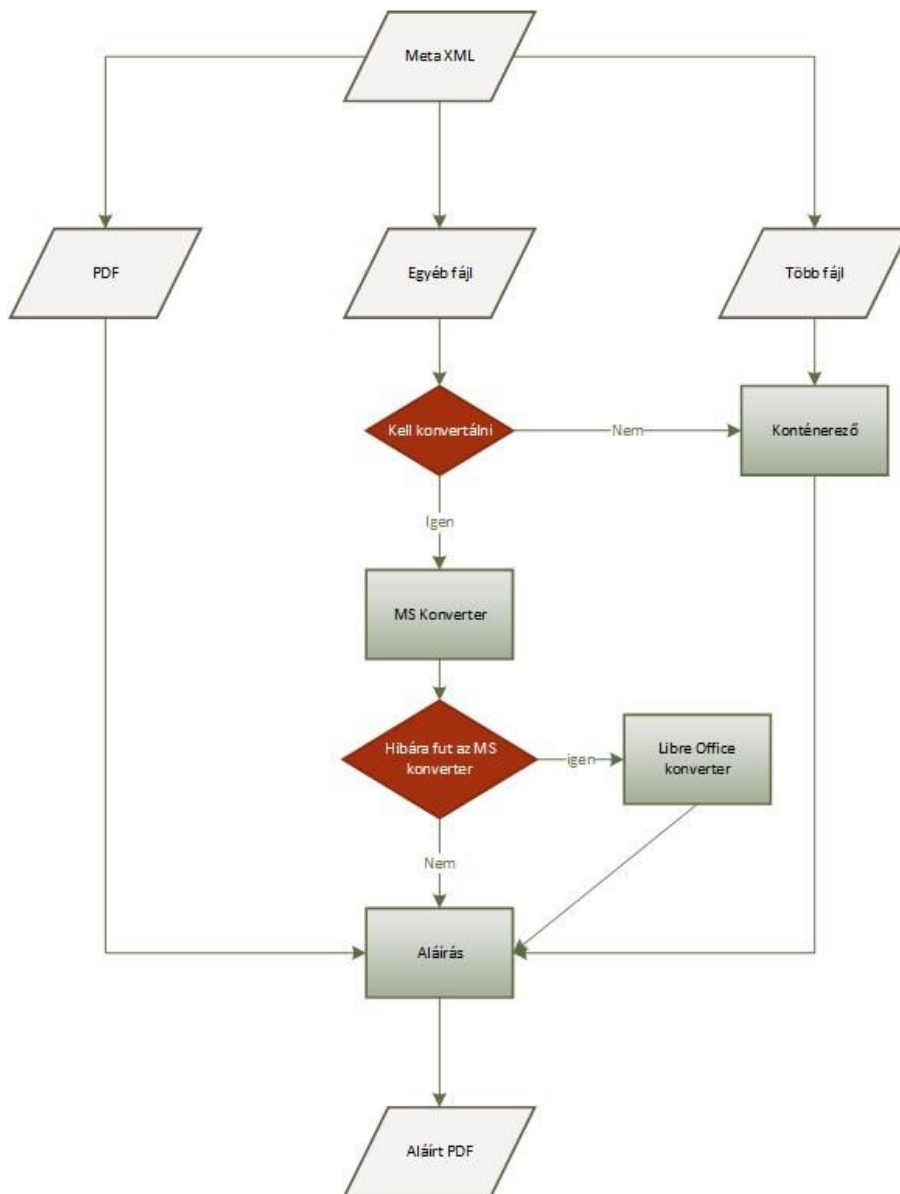 Meta XML
PDF
Egyéb fájl
Több fájl
Kell konvertálni
Nem
Konténerező
Igen
MS Konverter
Hibára fut az MS
konverter
igen
Libre Office
konverter
Nem
Aláírás
Aláírt PDF